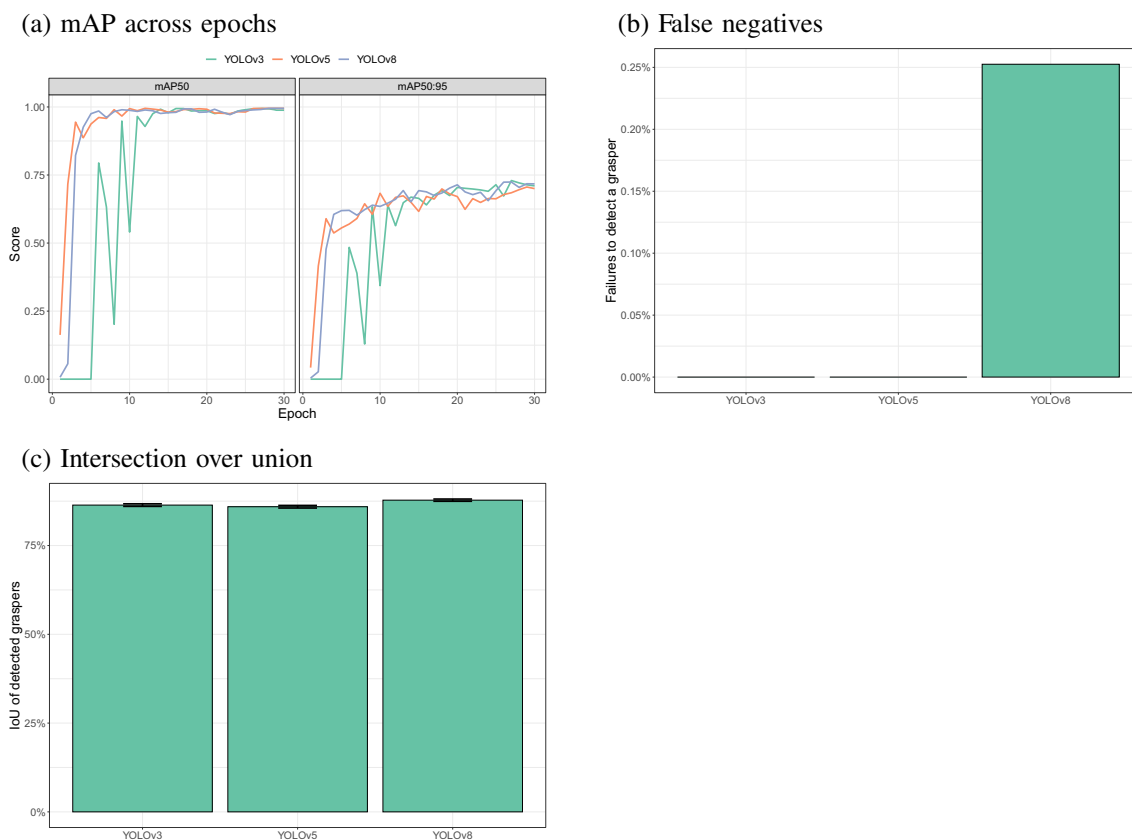 (a) mAP across epochs
YOLOv3 YOLOv5 YOLOv8
mAP50 mAP50:95
Score
1.00
0.75
0.50
0.25
0.00
0 10 20 30 0 10 20 30
Epoch
(b) False negatives
Failures to detect a grasper
0.25%
0.20%
0.15%
0.10%
0.05%
0.00%
YOLOv3 YOLOv5 YOLOv8
(c) Intersection over union
IoU of detected graspers
75%
50%
25%
0%
YOLOv3 YOLOv5 YOLOv8